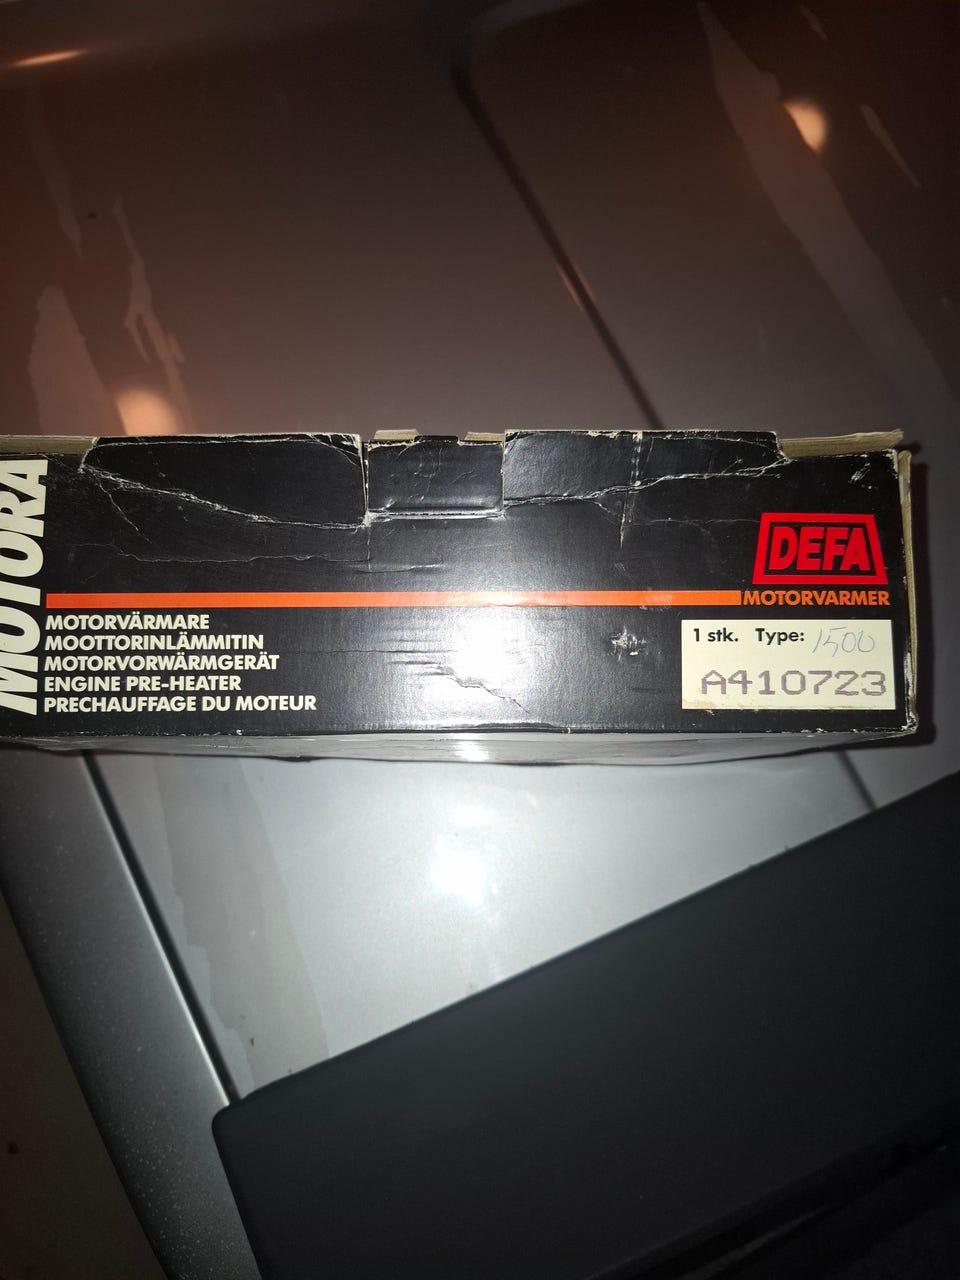 MOTORA
DEFA
MOTORVARMER
MOTORVÄRMARE
MOOTTORINLÄMMITIN
MOTORVORWÄRMGERÄT
ENGINE PRE-HEATER
PRECHAUFFAGE DU MOTEUR
1 stk. Type: 1500
A410723